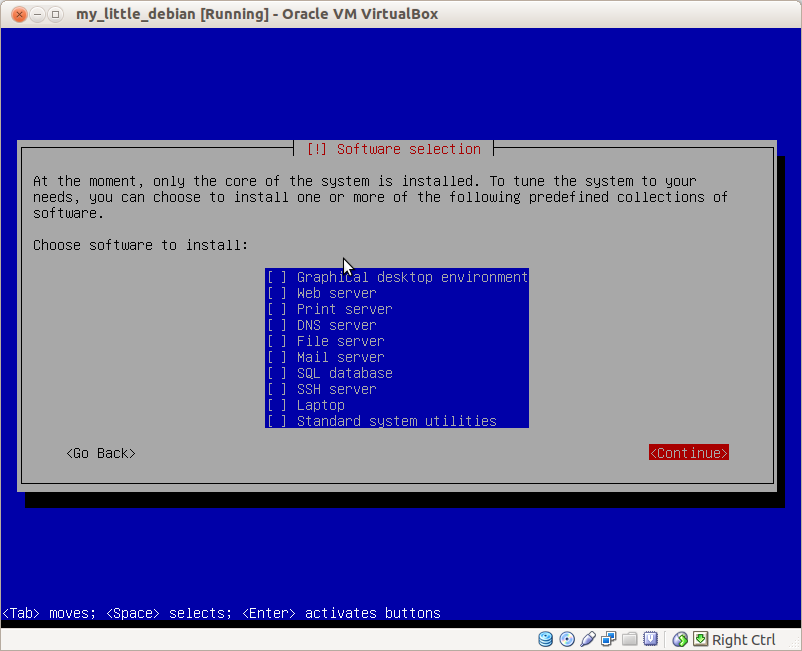 my_little_debian [Running] - Oracle VM VirtualBox
[!] Software selection
At the moment, only the core of the system is installed. To tune the system to your
needs, you can choose to install one or more of the following predefined collections of
software.
Choose software to install:
[ ] Graphical desktop environment
[ ] Web server
[ ] Print server
[ ] DNS server
[ ] File server
[ ] Mail server
[ ] SQL database
[ ] SSH server
[ ] Laptop
[ ] Standard system utilities
<Go Back> <Continue>
<Tab> moves; <Space> selects; <Enter> activates buttons
Right Ctrl